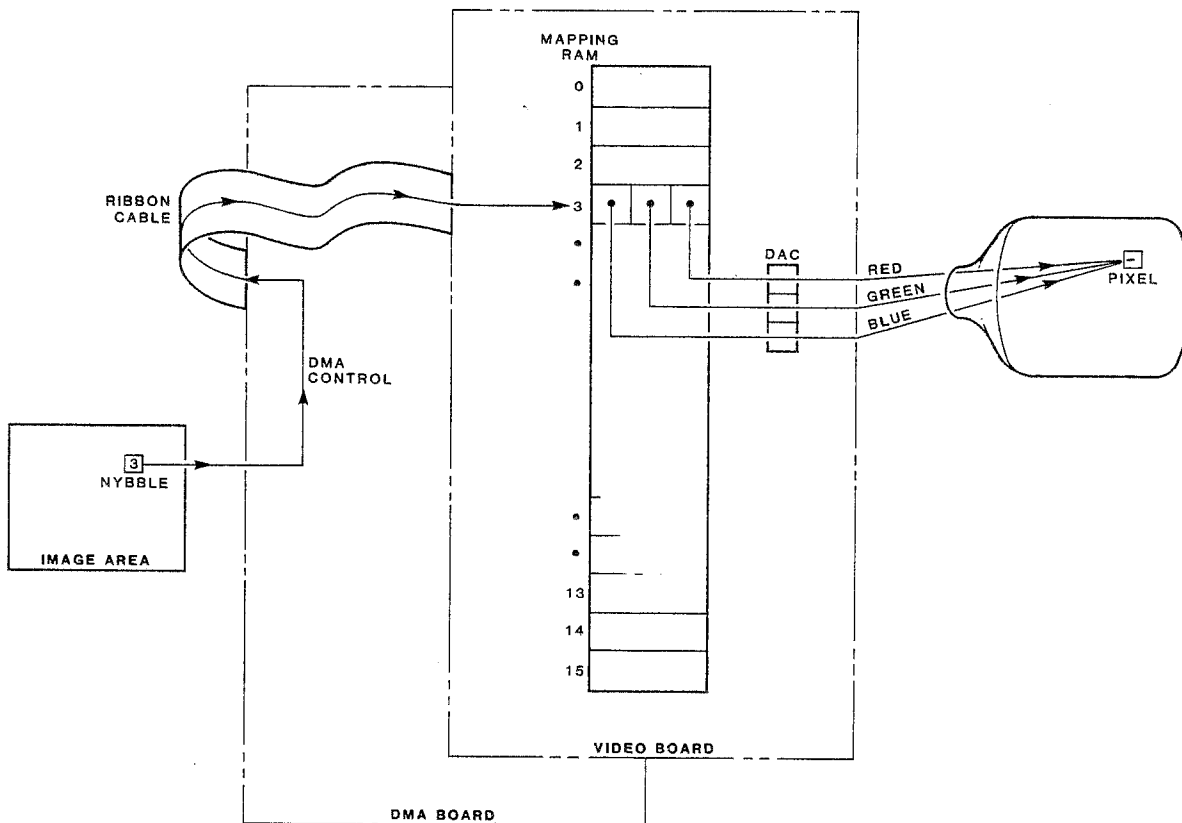 MAPPING
RAM
0
1
2
3
13
14
15
RIBBON
CABLE
DMA
CONTROL
3
NYBBLE
IMAGE AREA
DAC
RED
GREEN
BLUE
PIXEL
VIDEO BOARD
DMA BOARD